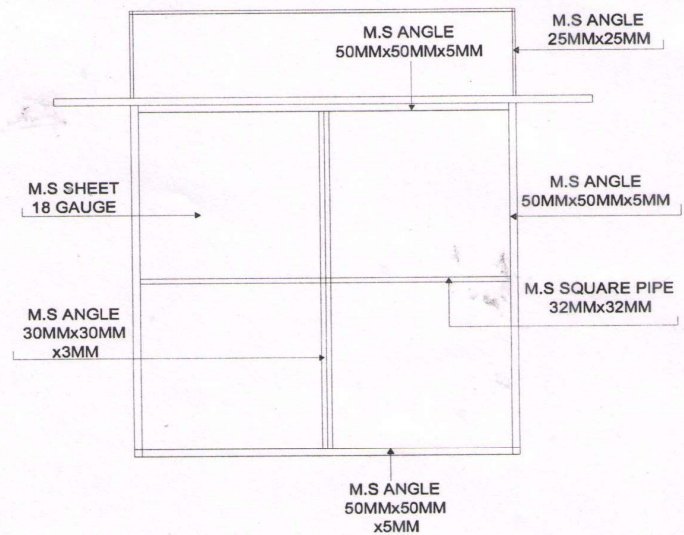 M.S ANGLE
50MMx50MMx5MM
M.S ANGLE
25MMx25MM
M.S SHEET
18 GAUGE
M.S ANGLE
50MMx50MMx5MM
M.S ANGLE
30MMx30MM
x3MM
M.S SQUARE PIPE
32MMx32MM
M.S ANGLE
50MMx50MM
x5MM